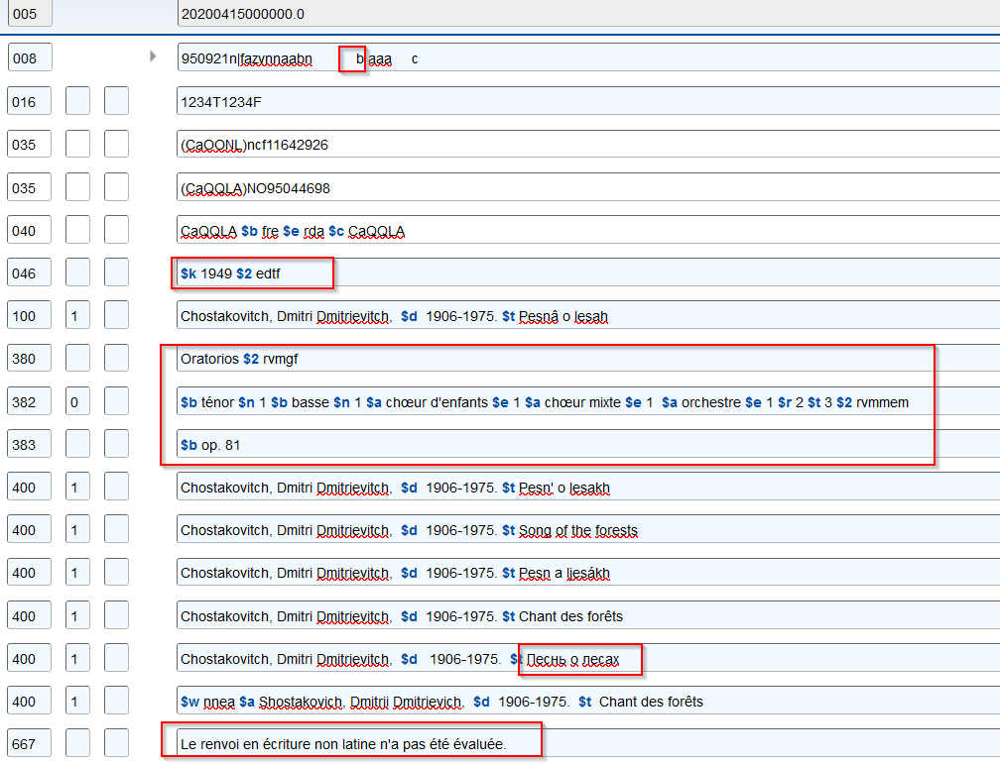 005 20200415000000.0
008 950921n|fazvnnaabn b|aaa c
016 1234T1234F
035 (CaOONL)ncf11642926
035 (CaQQLA)NO95044698
040 CaQQLA $b fre $e rda $c CaQQLA
046 $k 1949 $2 edtf
100 1 Chostakovitch, Dmitri Dmitrievitch, $d 1906-1975. $t Pesnâ o lesah
380 Oratorios $2 rvmgf
382 0 $b ténor $n 1 $b basse $n 1 $a chœur d'enfants $e 1 $a chœur mixte $e 1 $a orchestre $e 1 $r 2 $t 3 $2 rvmmem
383 $b op. 81
400 1 Chostakovitch, Dmitri Dmitrievitch, $d 1906-1975. $t Pesn' o lesakh
400 1 Chostakovitch, Dmitri Dmitrievitch, $d 1906-1975. $t Song of the forests
400 1 Chostakovitch, Dmitri Dmitrievitch, $d 1906-1975. $t Pesn a ljesákh
400 1 Chostakovitch, Dmitri Dmitrievitch, $d 1906-1975. $t Chant des forêts
400 1 Chostakovitch, Dmitri Dmitrievitch, $d 1906-1975. $t Песнь о лесах
400 1 $w nnea $a Shostakovich, Dmitrii Dmitrievich, $d 1906-1975. $t Chant des forêts
667 Le renvoi en écriture non latine n'a pas été évaluée.